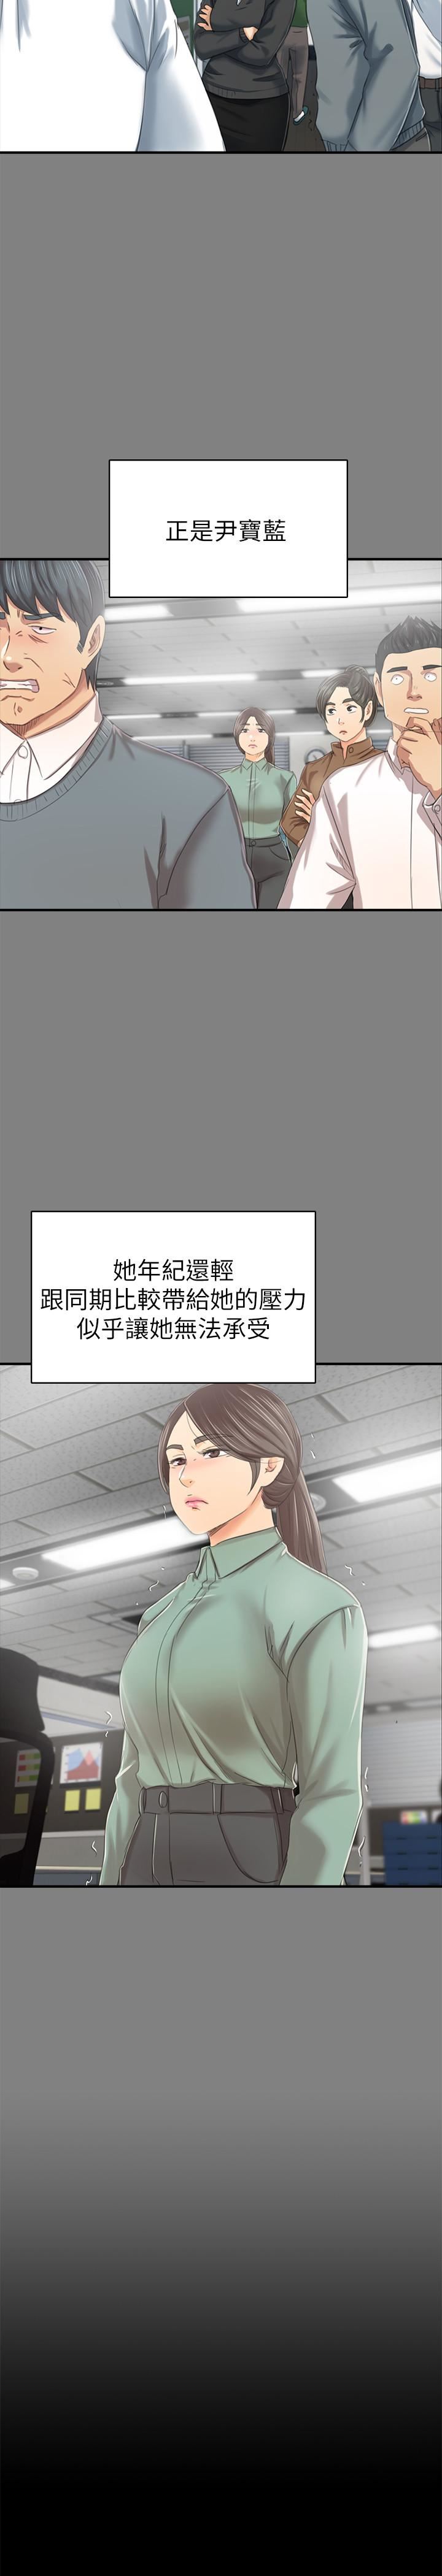 正是尹寶藍
她年紀還輕
跟同期比較帶給她的壓力
似乎讓她無法承受